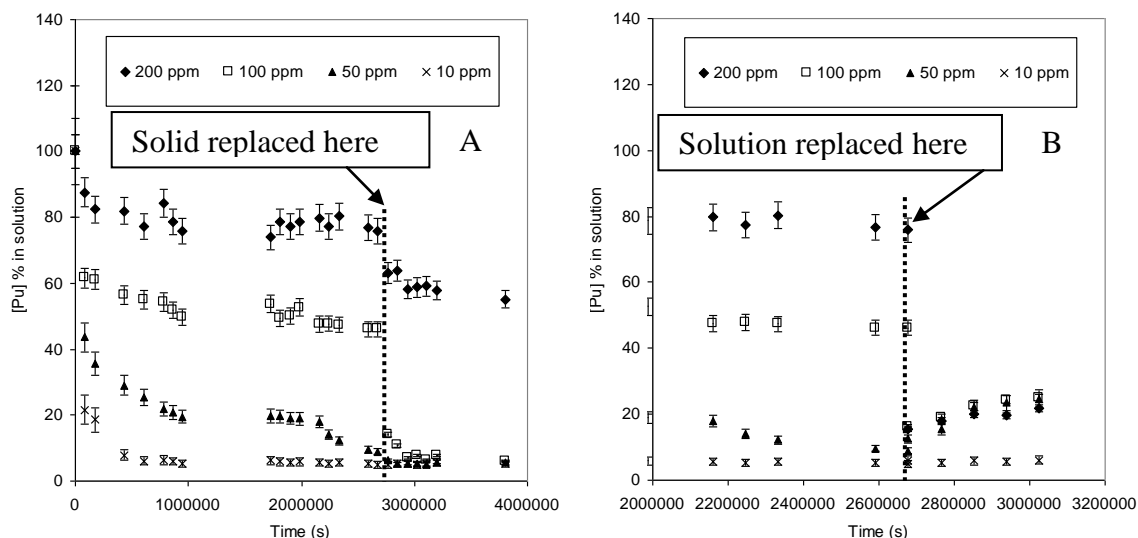 140
120
100
80
60
40
20
0
[Pu] % in solution
200 ppm 100 ppm 50 ppm 10 ppm
Solid replaced here
A
0 1000000 2000000 3000000 4000000
Time (s)
140
120
100
80
60
40
20
0
[Pu] % in solution
200 ppm 100 ppm 50 ppm 10 ppm
Solution replaced here
B
2000000 2200000 2400000 2600000 2800000 3000000 3200000
Time (s)